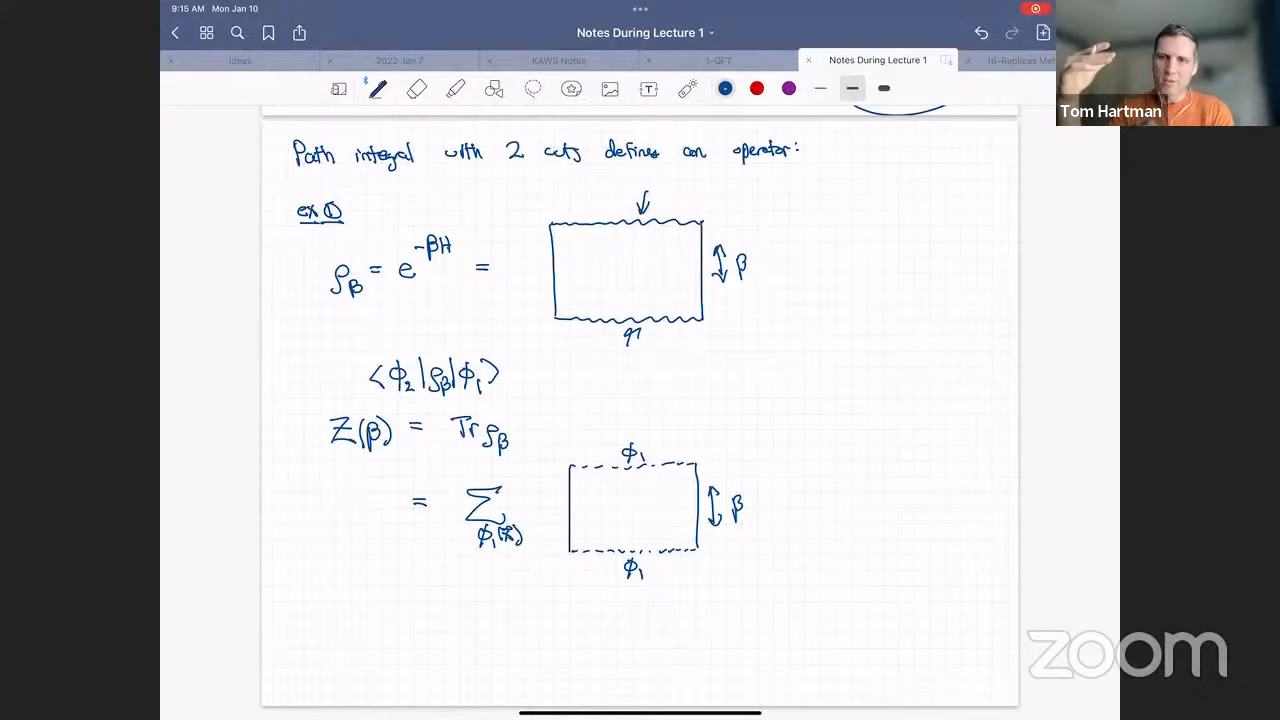 9:15 AM Mon Jan 10
Notes During Lecture 1
Ideas
2022 Jan 7
KAWS Notes
1-QFT
Notes During Lecture 1
16-Replicas Met
Tom Hartman
Path integral with 2 cuts defines an operator:
ex ①
ρ_β = e^{-βH} =
β
⟨ϕ₂|ρ_β|ϕ₁⟩
Z(β) = Tr ρ_β
ϕ₁
= Σ_{ϕ₁(x⃗)}
β
ϕ₁
zoom